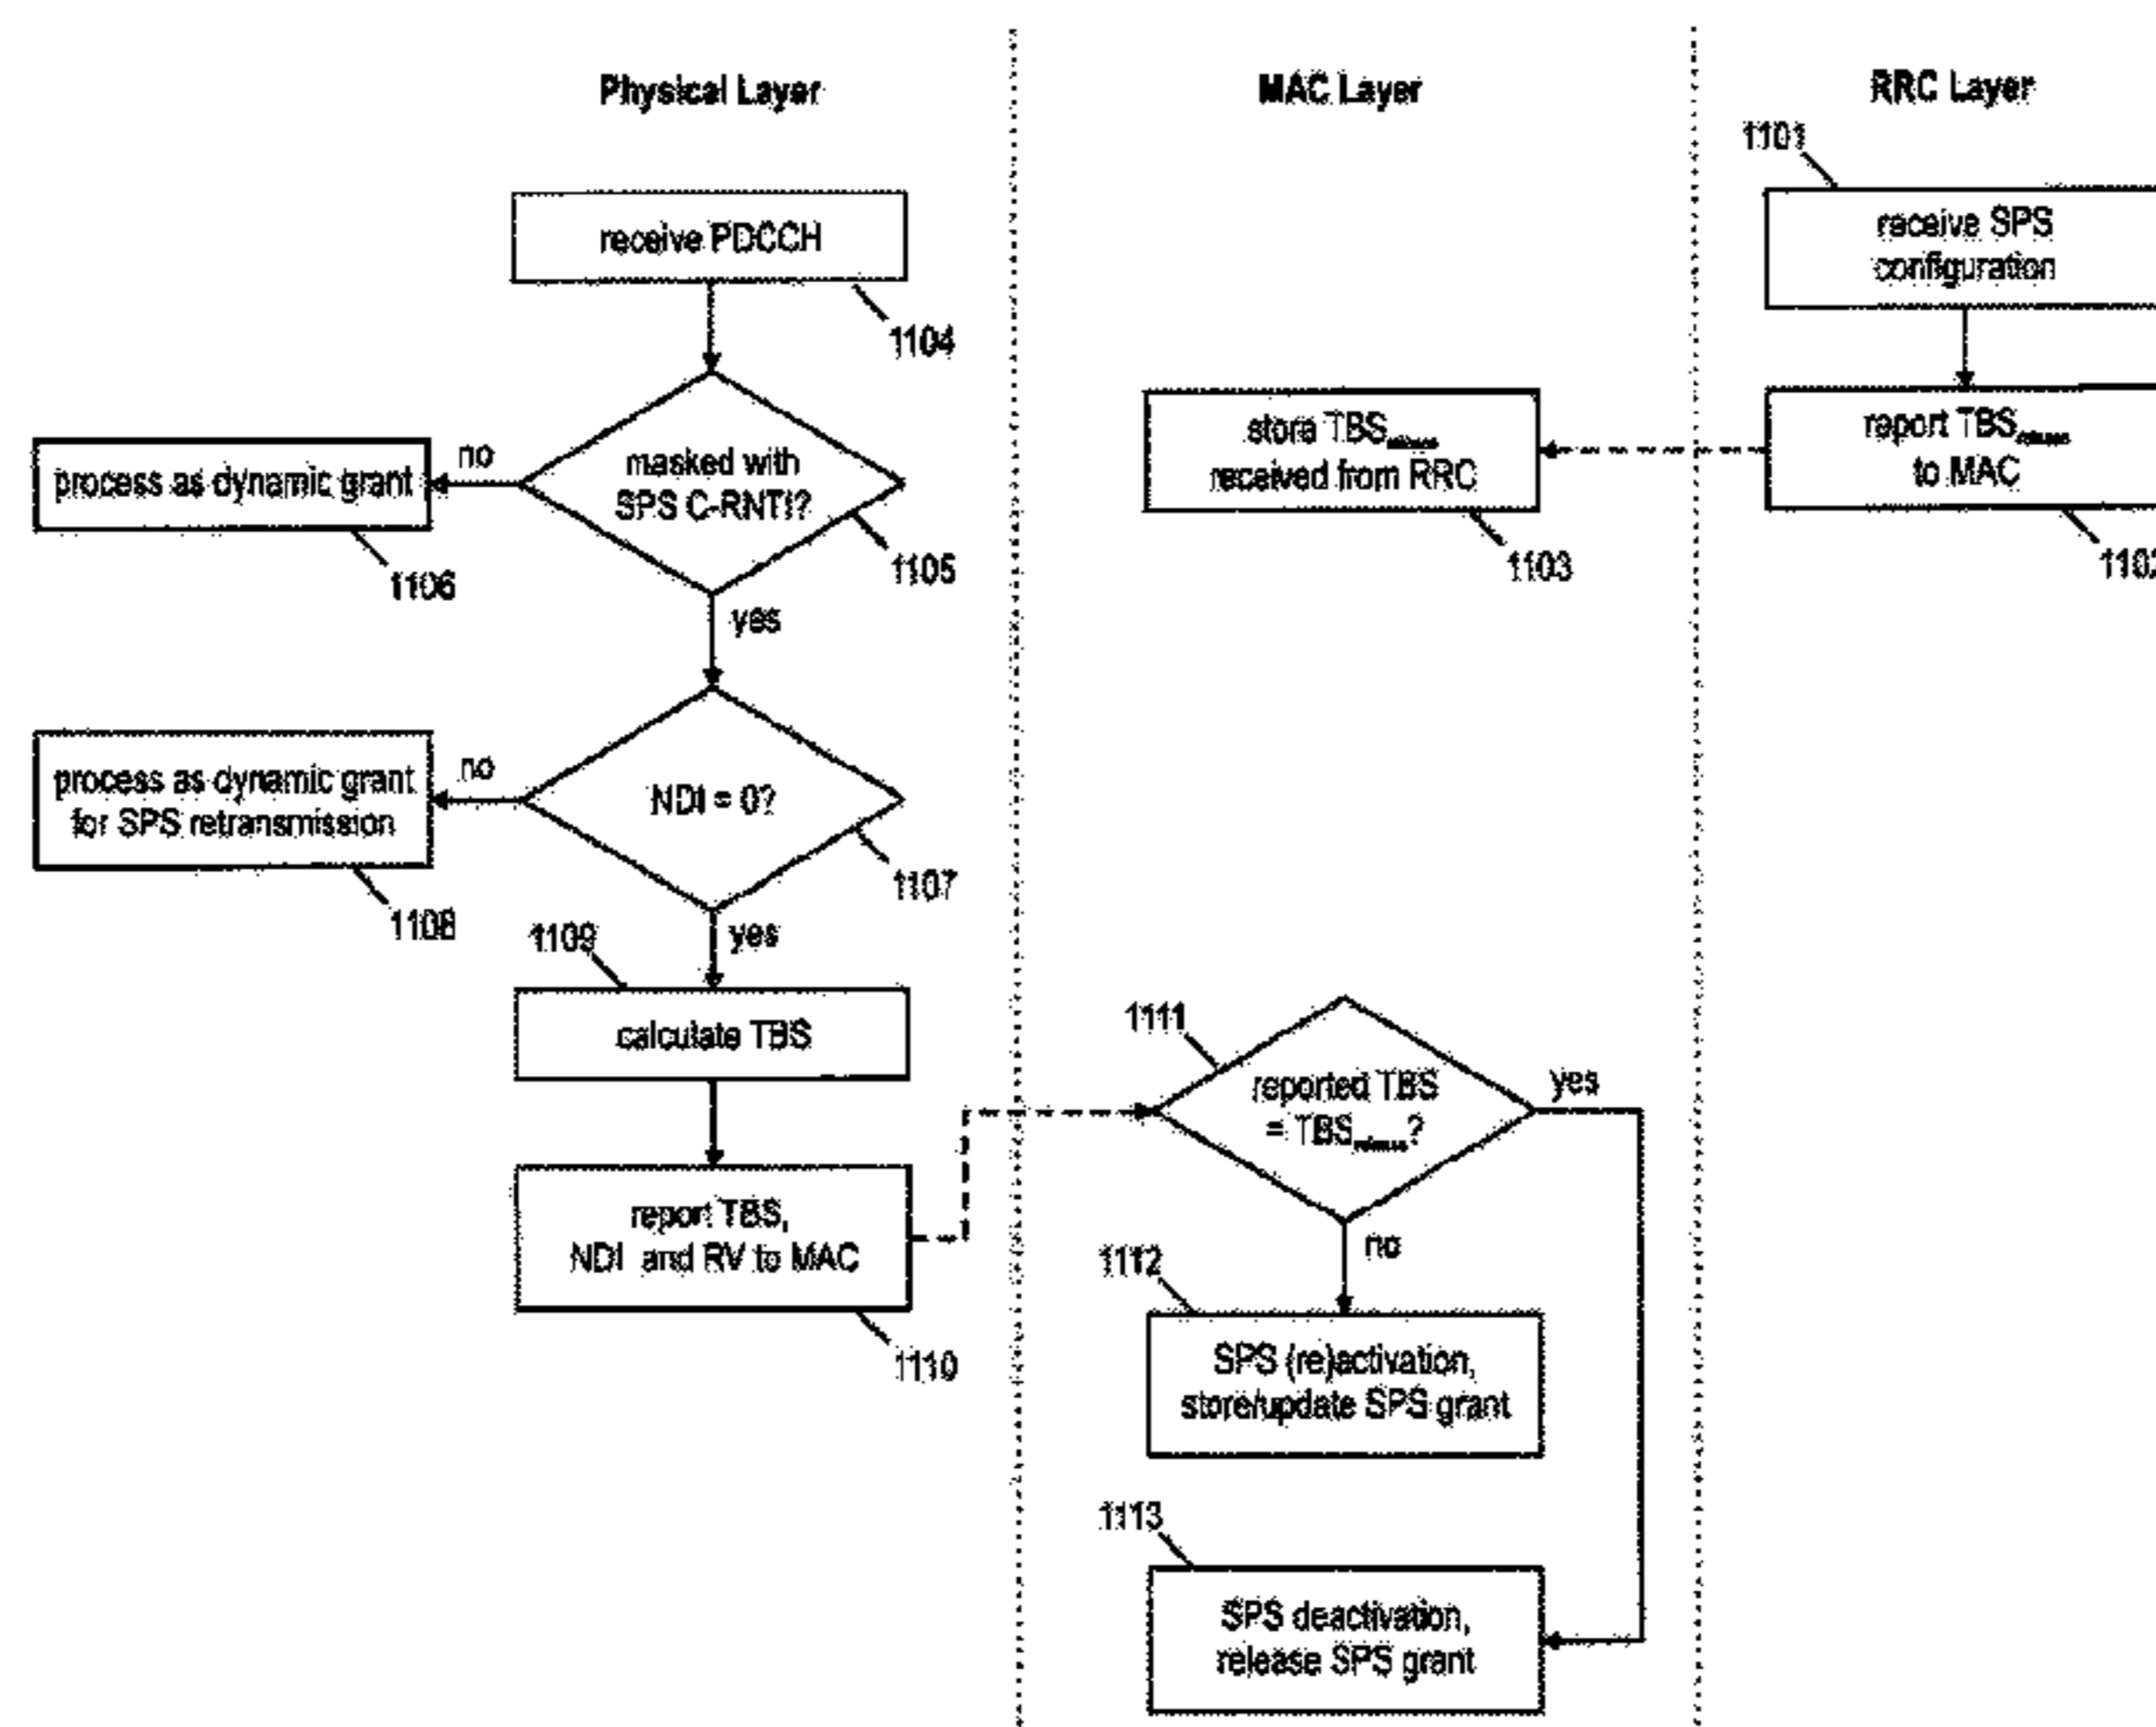 Physical Layer
MAC Layer
RRC Layer
1101
receive SPS
configuration
receive PDCCH
1104
report TBS
to MAC
store TBS
received from RRC
masked with
SPS C-RNTI?
no
process as dynamic grant
1102
1103
1105
1106
yes
NDI = 0?
no
process as dynamic grant
for SPS retransmission
1107
1108
yes
1109
calculate TBS
1111
reported TBS
= TBS ?
yes
report TBS,
NDI and RV to MAC
1110
no
1112
SPS (re)activation,
store/update SPS grant
1113
SPS deactivation,
release SPS grant